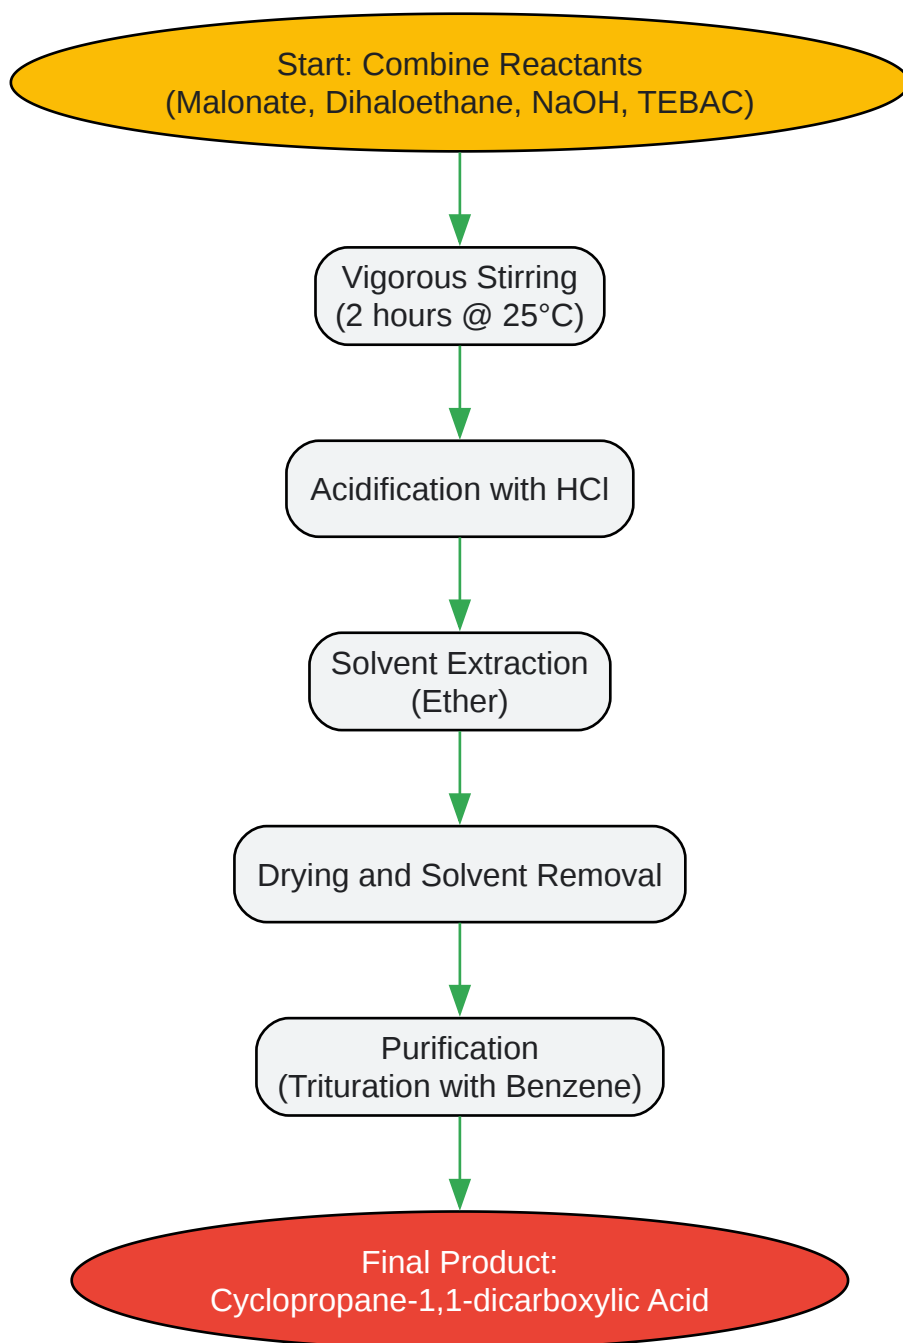 Start: Combine Reactants
(Malonate, Dihaloethane, NaOH, TEBAC)
Vigorous Stirring
(2 hours @ 25°C)
Acidification with HCl
Solvent Extraction
(Ether)
Drying and Solvent Removal
Purification
(Trituration with Benzene)
Final Product:
Cyclopropane-1,1-dicarboxylic Acid